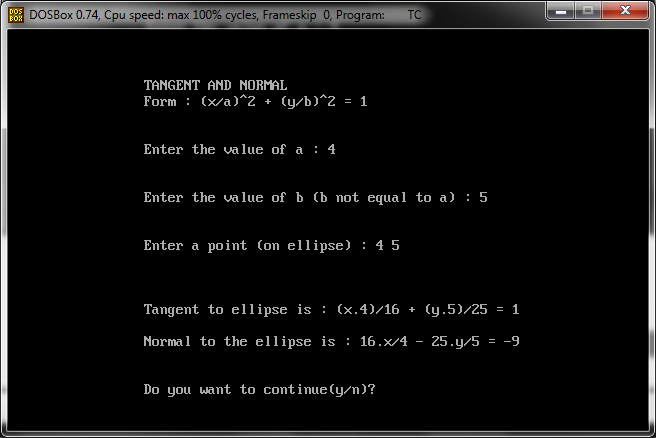 DOS BOX DOSBox 0.74, Cpu speed: max 100% cycles, Frameskip 0, Program: TC
TANGENT AND NORMAL
Form : (x/a)^2 + (y/b)^2 = 1
Enter the value of a : 4
Enter the value of b (b not equal to a) : 5
Enter a point (on ellipse) : 4 5
Tangent to ellipse is : (x.4)/16 + (y.5)/25 = 1
Normal to the ellipse is : 16.x/4 - 25.y/5 = -9
Do you want to continue(y/n)?